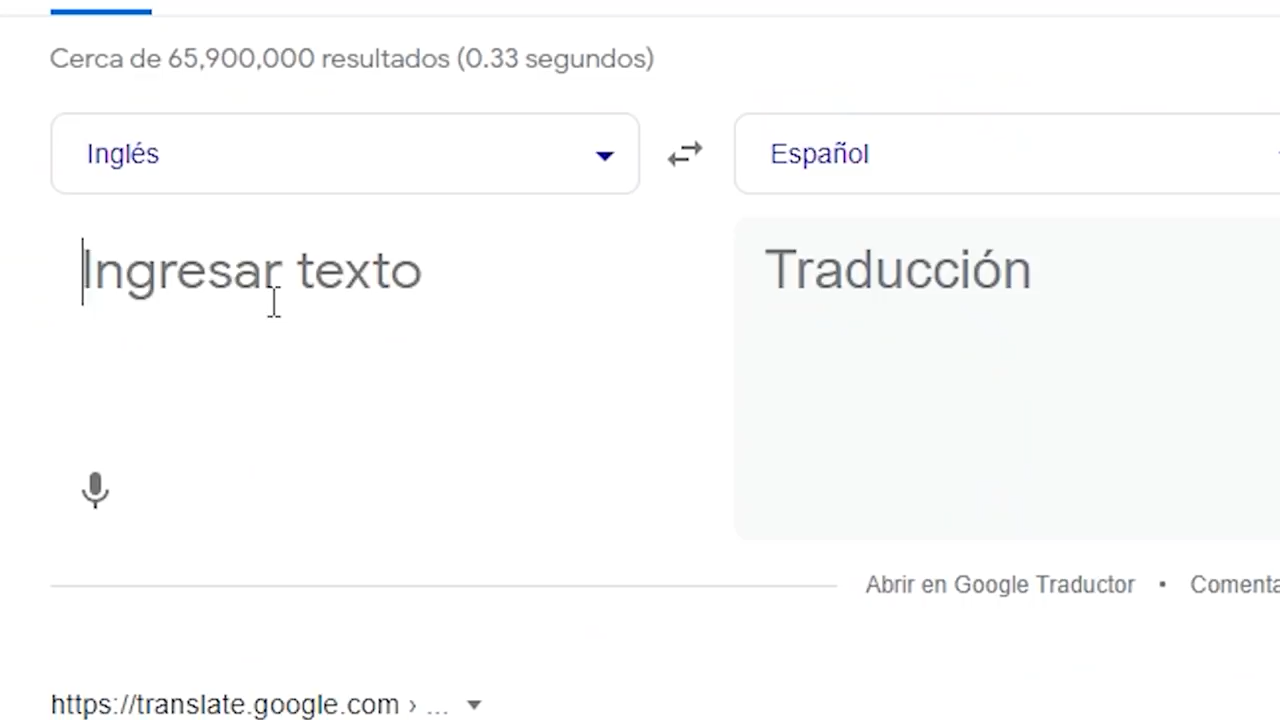 Cerca de 65,900,000 resultados (0.33 segundos)
Inglés
Español
Ingresar texto
Traducción
Abrir en Google Traductor • Comenta
https://translate.google.com › ...